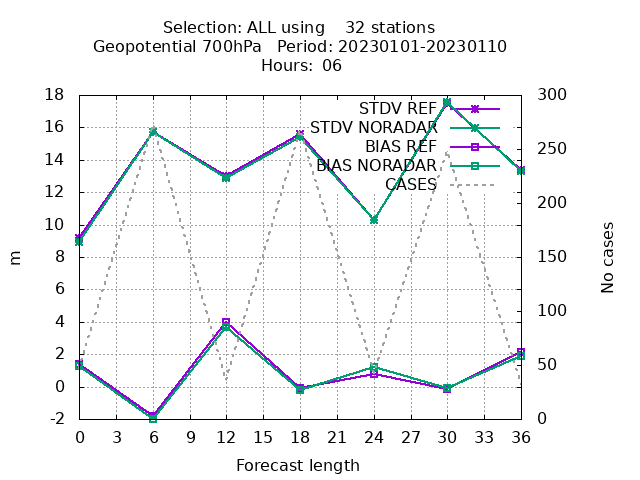 Selection: ALL using    32 stations
Geopotential 700hPa   Period: 20230101-20230110
Hours: 06
18
16
14
12
10
8
6
4
2
0
-2
m
STDV REF
STDV NORADAR
BIAS REF
BIAS NORADAR
CASES
300
250
200
150
100
50
0
No cases
0 3 6 9 12 15 18 21 24 27 30 33 36
Forecast length